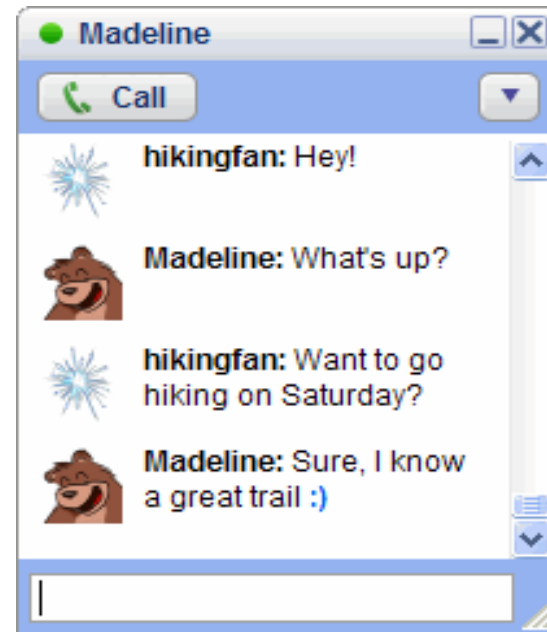 Madeline
Call
hikingfan: Hey!
Madeline: What's up?
hikingfan: Want to go
hiking on Saturday?
Madeline: Sure, I know
a great trail :)